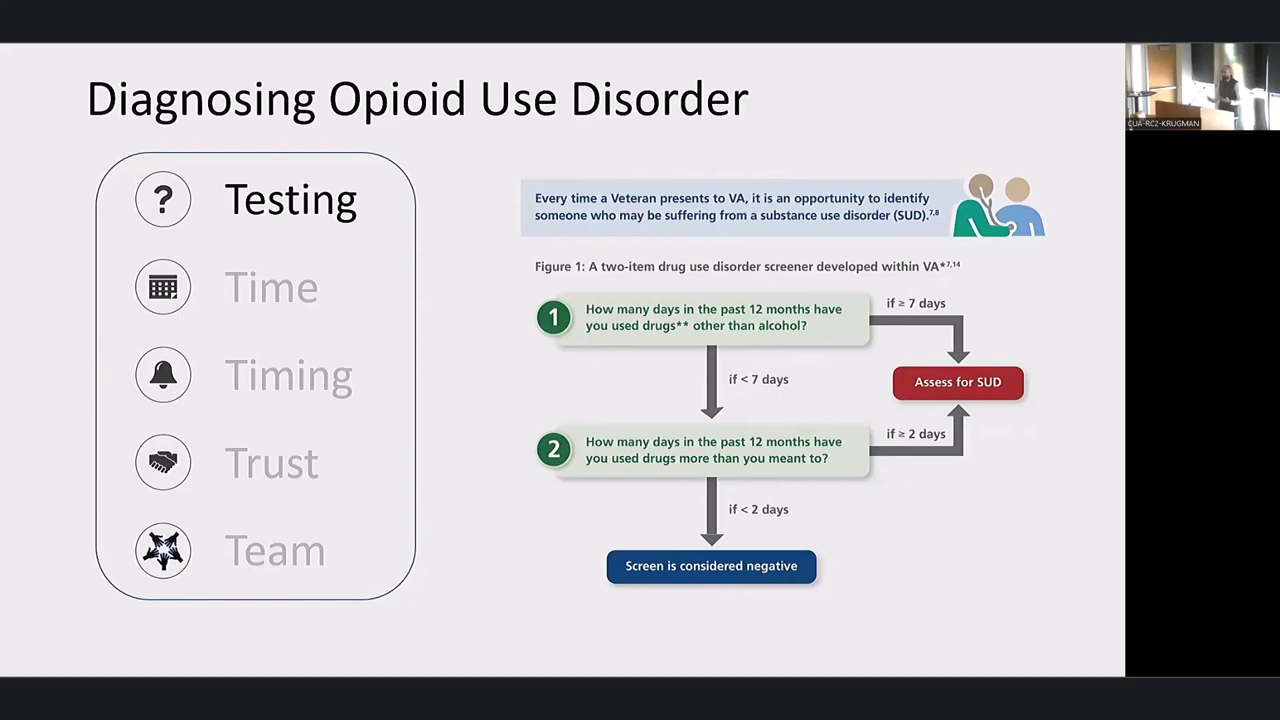 Diagnosing Opioid Use Disorder
?
Testing
Time
Timing
Trust
Team
Every time a Veteran presents to VA, it is an opportunity to identify
someone who may be suffering from a substance use disorder (SUD).7,8
Figure 1: A two-item drug use disorder screener developed within VA*7,14
1
How many days in the past 12 months have
you used drugs** other than alcohol?
if ≥ 7 days
if < 7 days
Assess for SUD
2
How many days in the past 12 months have
you used drugs more than you meant to?
if ≥ 2 days
if < 2 days
Screen is considered negative
CUA-RC2-KRUGMAN